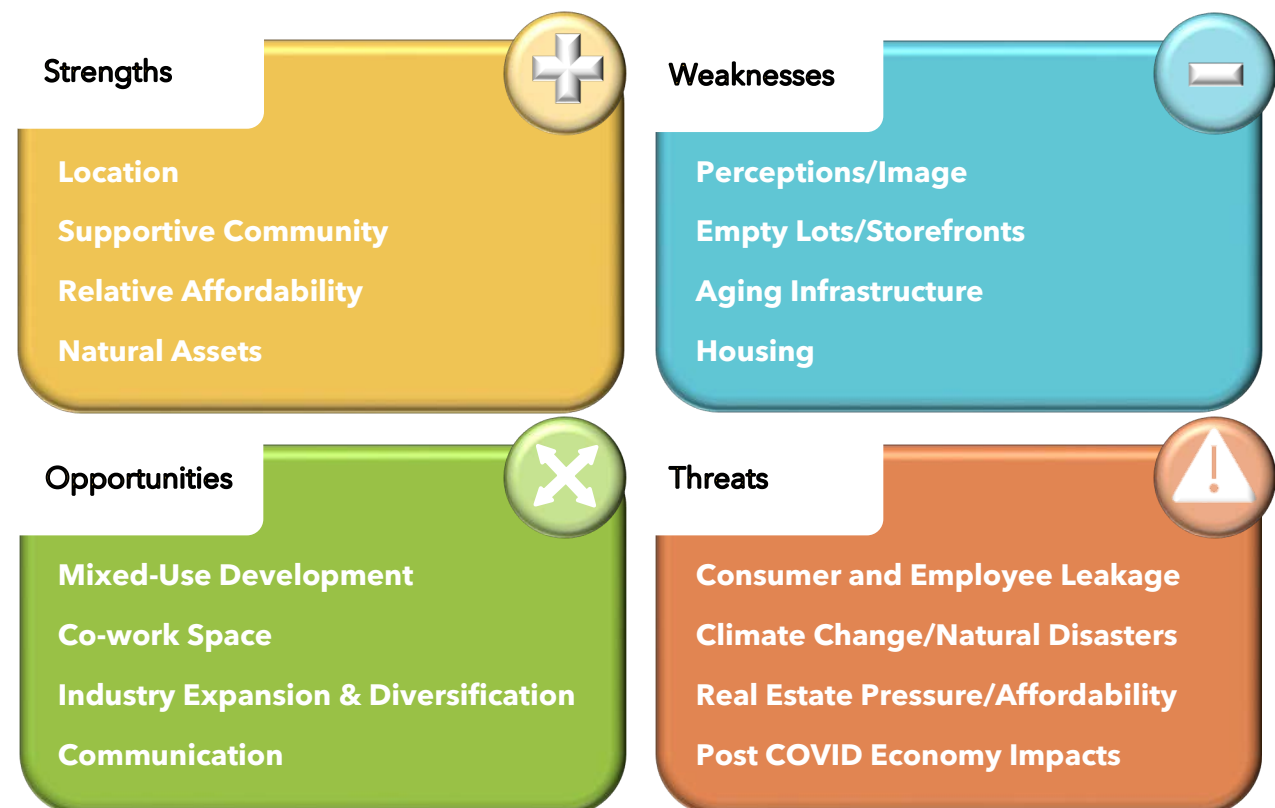 Strengths
Location
Supportive Community
Relative Affordability
Natural Assets
Weaknesses
Perceptions/Image
Empty Lots/Storefronts
Aging Infrastructure
Housing
Opportunities
Mixed-Use Development
Co-work Space
Industry Expansion & Diversification
Communication
Threats
Consumer and Employee Leakage
Climate Change/Natural Disasters
Real Estate Pressure/Affordability
Post COVID Economy Impacts